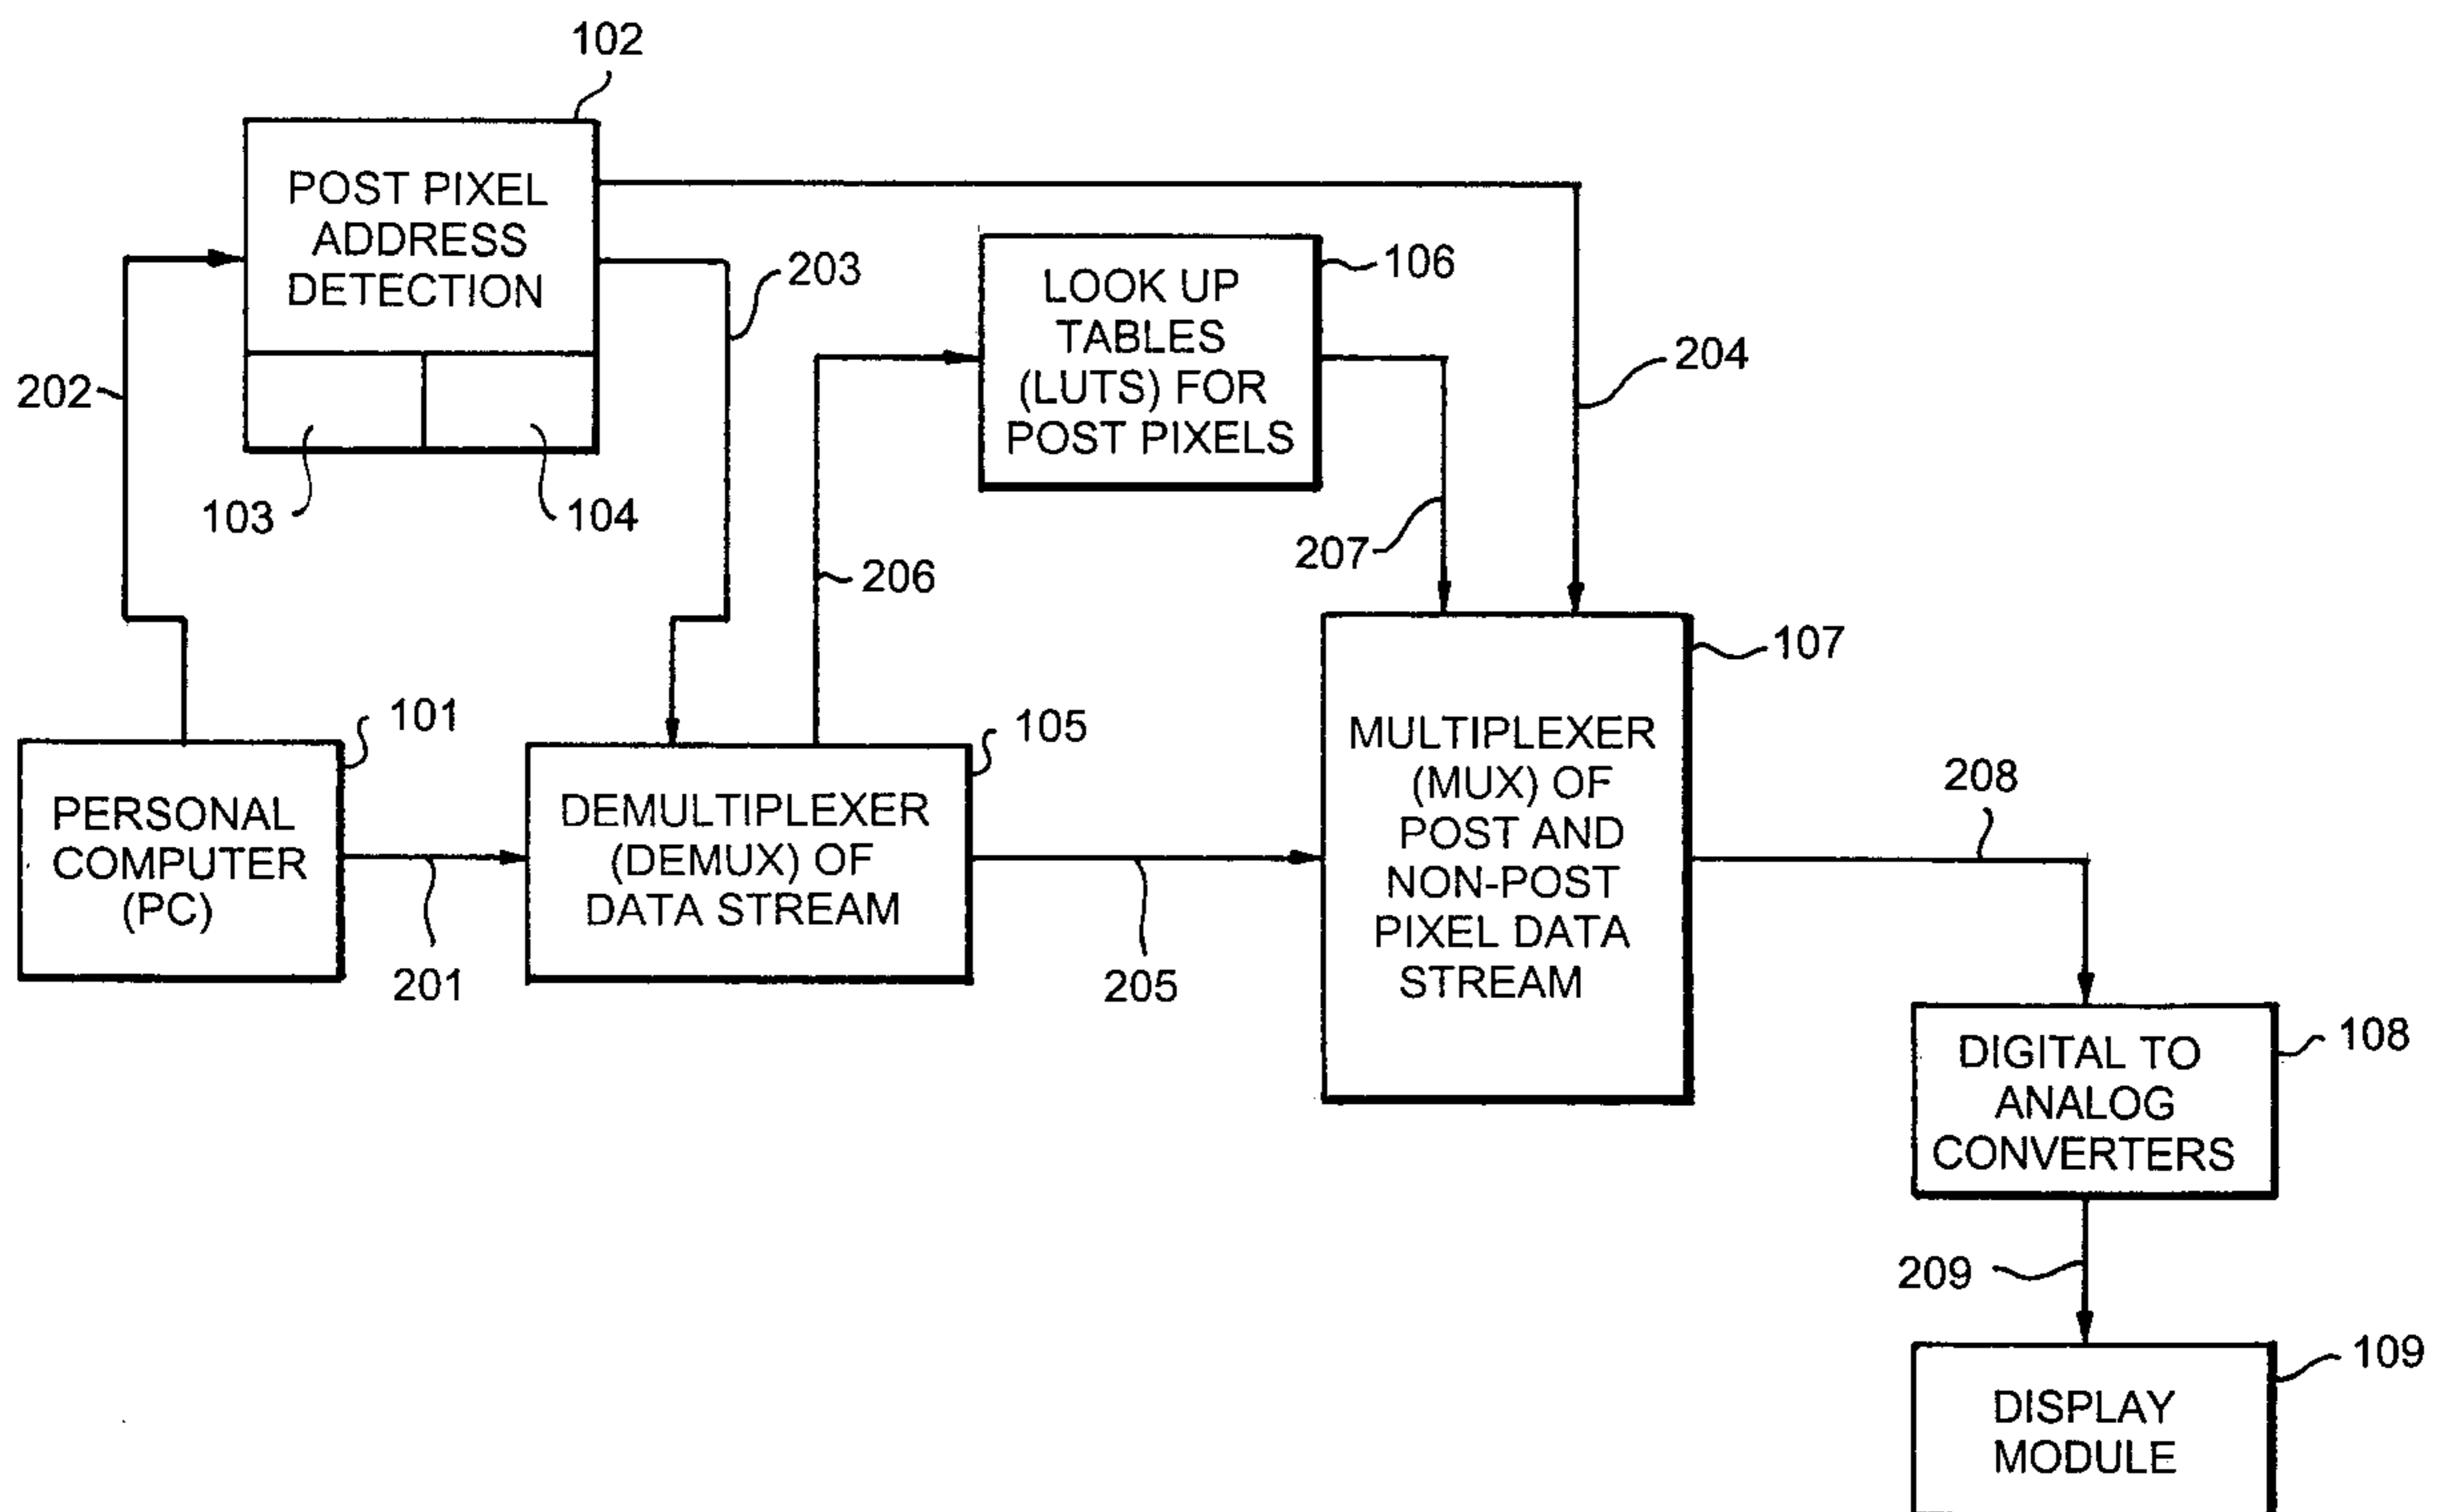 102
POST PIXEL
ADDRESS
DETECTION
203
202
103
104
LOOK UP
TABLES
(LUTS) FOR
POST PIXELS
106
204
207
206
101
PERSONAL
COMPUTER
(PC)
201
105
DEMULTIPLEXER
(DEMUX) OF
DATA STREAM
205
107
MULTIPLEXER
(MUX) OF
POST AND
NON-POST
PIXEL DATA
STREAM
208
108
DIGITAL TO
ANALOG
CONVERTERS
209
109
DISPLAY
MODULE